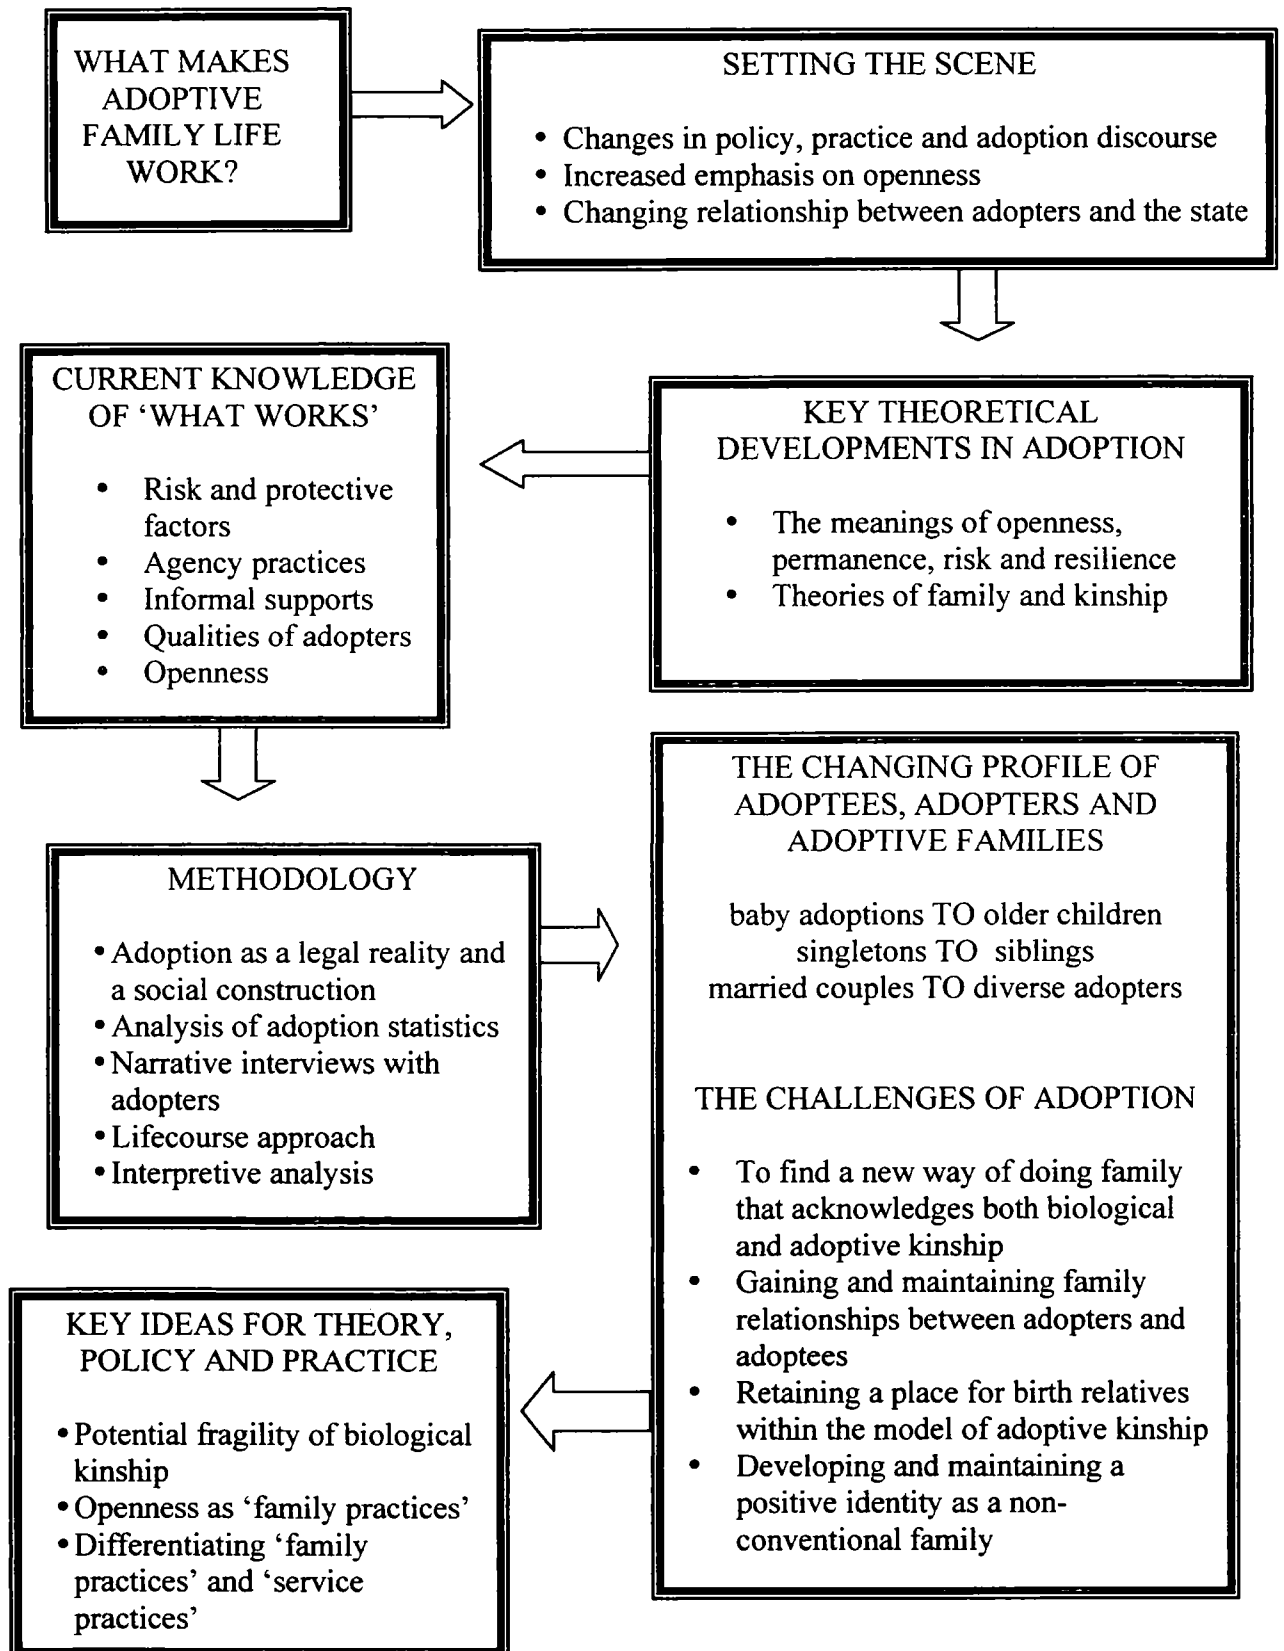 WHAT MAKES
ADOPTIVE
FAMILY LIFE
WORK?
SETTING THE SCENE
• Changes in policy, practice and adoption discourse
• Increased emphasis on openness
• Changing relationship between adopters and the state
KEY THEORETICAL
DEVELOPMENTS IN ADOPTION
• The meanings of openness,
permanence, risk and resilience
• Theories of family and kinship
CURRENT KNOWLEDGE
OF ‘WHAT WORKS’
• Risk and protective
factors
• Agency practices
• Informal supports
• Qualities of adopters
• Openness
METHODOLOGY
• Adoption as a legal reality and
a social construction
• Analysis of adoption statistics
• Narrative interviews with
adopters
• Lifecourse approach
• Interpretive analysis
THE CHANGING PROFILE OF
ADOPTEES, ADOPTERS AND
ADOPTIVE FAMILIES
baby adoptions TO older children
singletons TO siblings
married couples TO diverse adopters
THE CHALLENGES OF ADOPTION
• To find a new way of doing family
that acknowledges both biological
and adoptive kinship
• Gaining and maintaining family
relationships between adopters and
adoptees
• Retaining a place for birth relatives
within the model of adoptive kinship
• Developing and maintaining a
positive identity as a non-
conventional family
KEY IDEAS FOR THEORY,
POLICY AND PRACTICE
• Potential fragility of biological
kinship
• Openness as ‘family practices’
• Differentiating ‘family
practices’ and ‘service
practices’